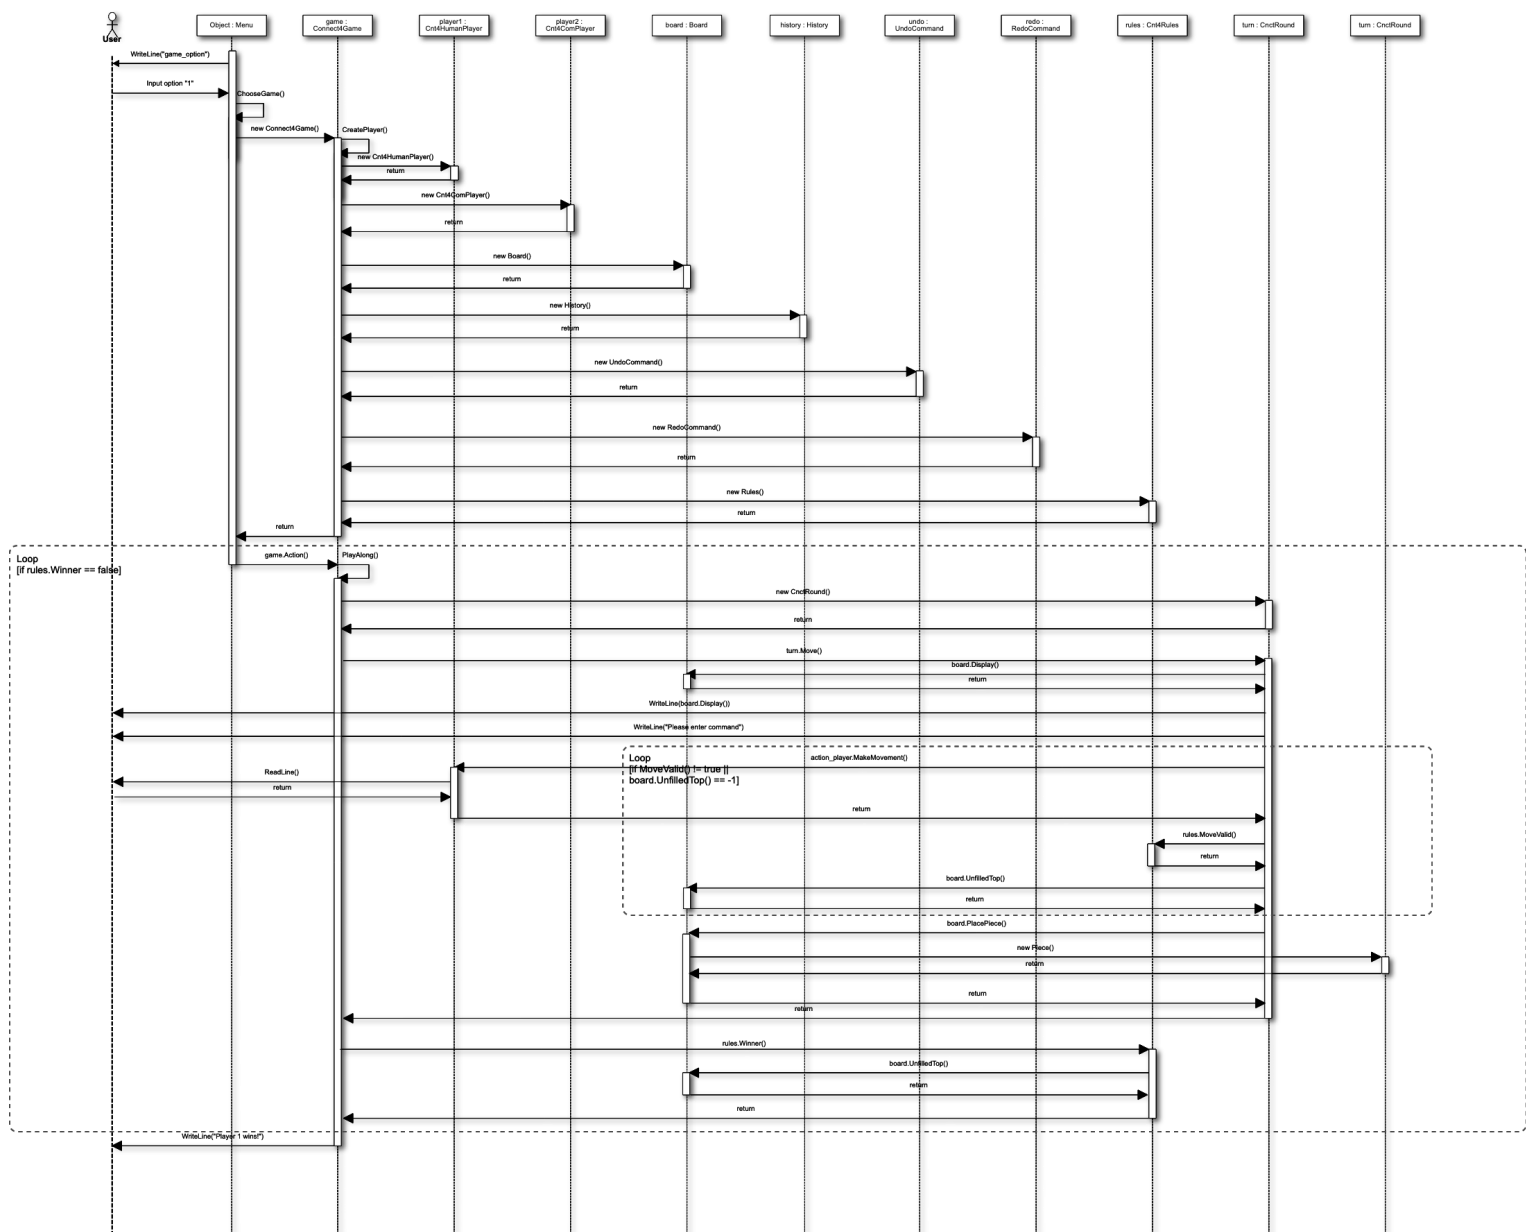 User
Object : Menu
game :
Connect4Game
player1 :
Cnt4HumanPlayer
player2 :
Cnt4ComPlayer
board : Board
history : History
undo :
UndoCommand
redo :
RedoCommand
rules : Cnt4Rules
turn : CnctRound
turn : CnctRound
WriteLine("game_option")
Input option "1"
ChooseGame()
new Connect4Game()
CreatePlayer()
new Cnt4HumanPlayer()
return
new Cnt4ComPlayer()
return
new Board()
return
new History()
return
new UndoCommand()
return
new RedoCommand()
return
new Rules()
return
return
Loop
[if rules.Winner == false]
game.Action()
PlayAlong()
new CnctRound()
return
turn.Move()
board.Display()
return
WriteLine(board.Display())
WriteLine("Please enter command")
Loop
[if MoveValid() != true ||
board.UnfilledTop() == -1]
action_player.MakeMovement()
ReadLine()
return
return
rules.MoveValid()
return
board.UnfilledTop()
return
board.PlacePiece()
new Piece()
return
return
return
rules.Winner()
board.UnfilledTop()
return
return
WriteLine("Player 1 wins!")